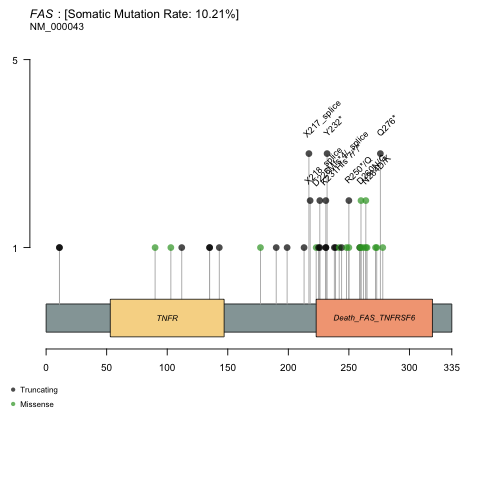 FAS : [Somatic Mutation Rate: 10.21%]
NM_000043
5
1
X217_splice
Y232*
Q276*
X218_splice
R250*/Q
TNFR
Death_FAS_TNFRSF6
0 50 100 150 200 250 300 335
Truncating
Missense